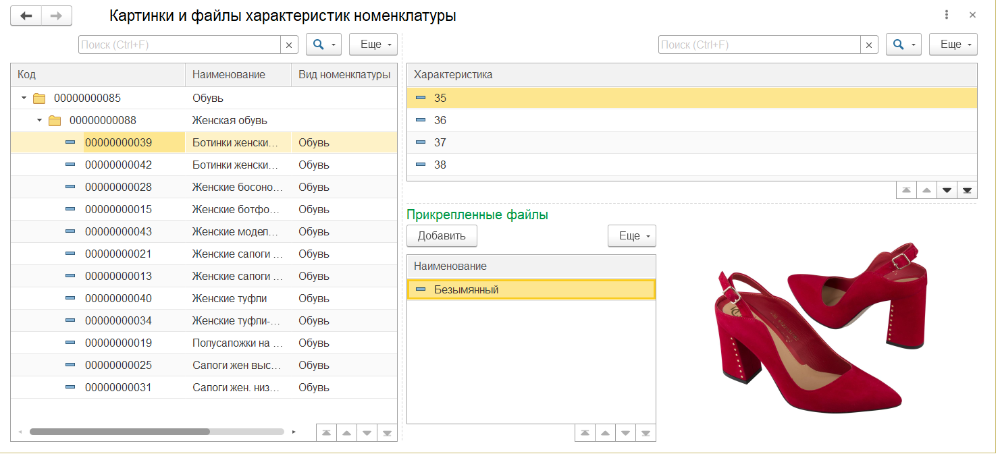 Картинки и файлы характеристик номенклатуры
Поиск (Ctrl+F)
Еще
Поиск (Ctrl+F)
Еще
Код Наименование Вид номенклатуры
00000000085 Обувь
00000000088 Женская обувь
00000000039 Ботинки женски... Обувь
00000000042 Ботинки женски... Обувь
00000000028 Женские босоно... Обувь
00000000015 Женские ботфо... Обувь
00000000043 Женские модел... Обувь
00000000021 Женские сапоги ... Обувь
00000000013 Женские сапоги ... Обувь
00000000040 Женские туфли Обувь
00000000034 Женские туфли-... Обувь
00000000019 Полусапожки на ... Обувь
00000000025 Сапоги жен выс... Обувь
00000000031 Сапоги жен. низ... Обувь
Характеристика
35
36
37
38
Прикрепленные файлы
Добавить
Еще
Наименование
Безымянный